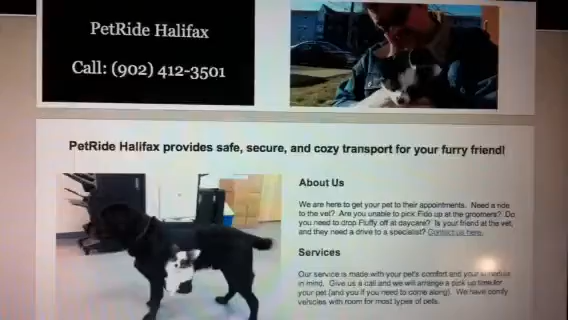 PetRide Halifax
Call: (902) 412-3501
PetRide Halifax provides safe, secure, and cozy transport for your furry friend!
About Us
We are here to get your pet to their appointments. Need a ride
to the vet? Are you unable to pick Fido up at the groomers? Do
you need to drop Fluffy off at daycare? Is your friend at the vet,
and they need a drive to a specialist? Contact us here.
Services
Our service is made with your pet's comfort and your schedule
in mind. Give us a call and we will arrange a pick up time for
your pet (and you if you need to come along). We have comfy
vehicles with room for most types of pets.